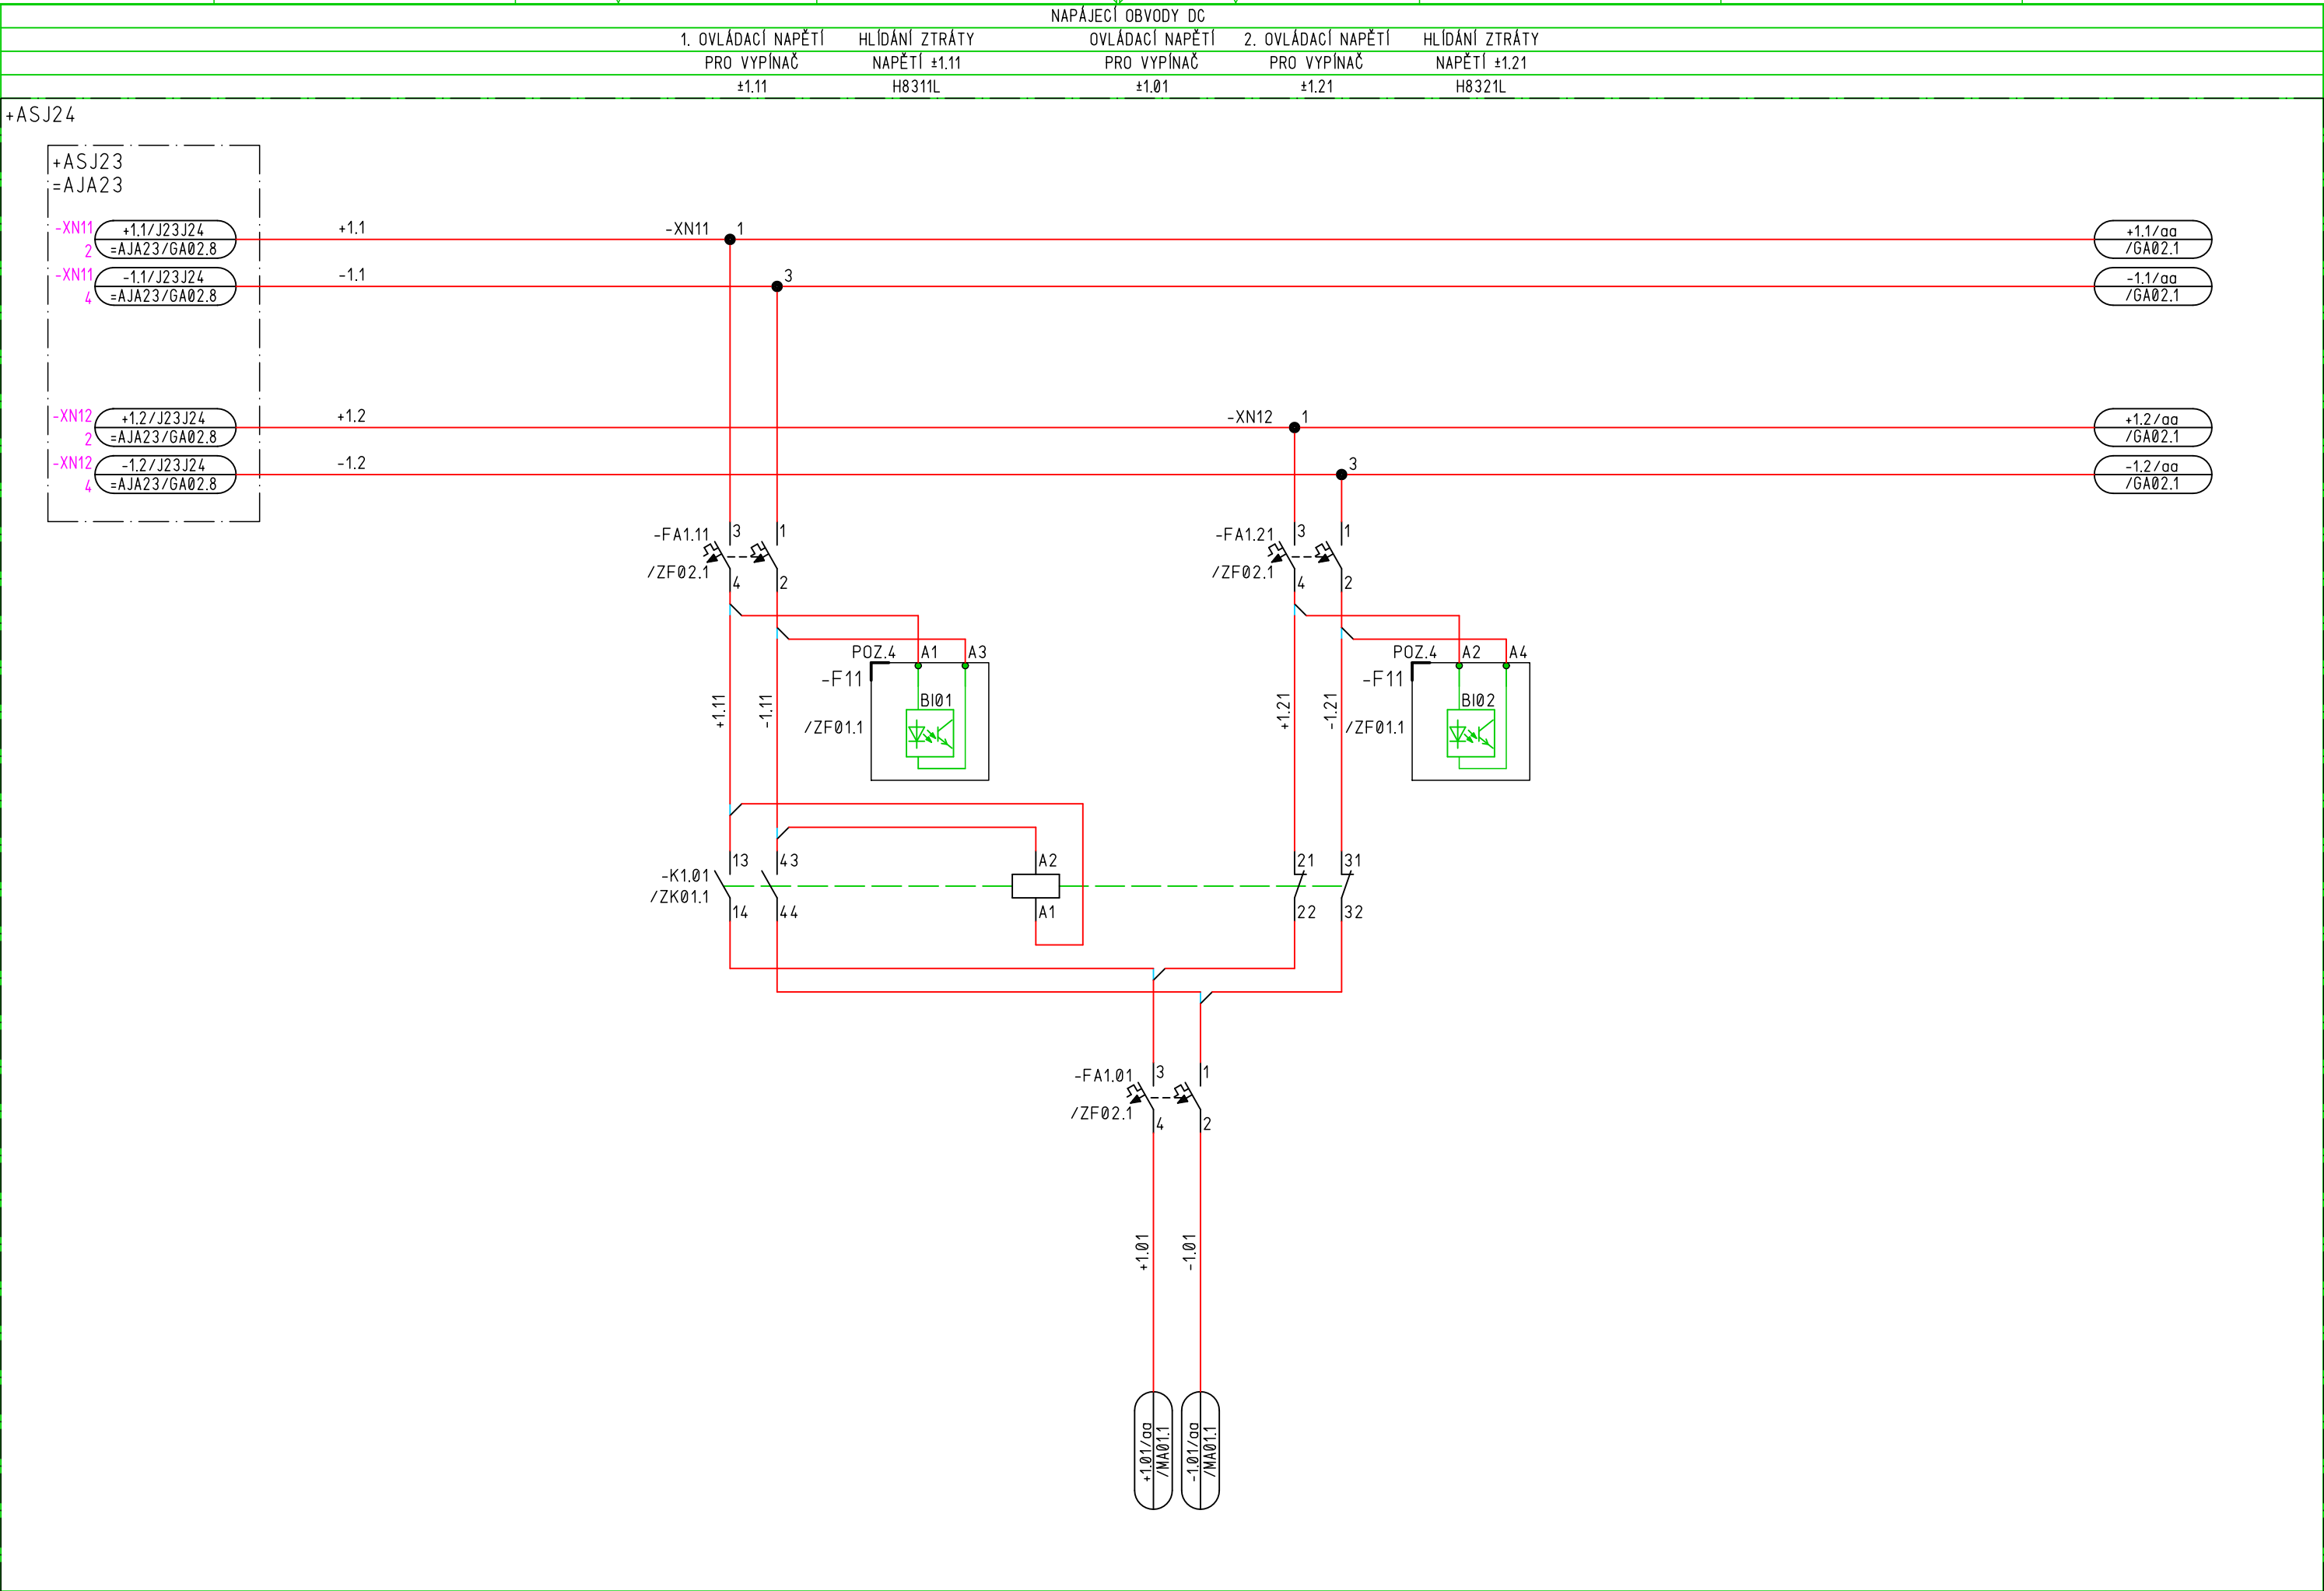 NAPÁJECÍ OBVODY DC
1. OVLÁDACÍ NAPĚTÍ HLÍDÁNÍ ZTRÁTY OVLÁDACÍ NAPĚTÍ 2. OVLÁDACÍ NAPĚTÍ HLÍDÁNÍ ZTRÁTY
PRO VYPÍNAČ NAPĚTÍ ±1.11 PRO VYPÍNAČ PRO VYPÍNAČ NAPĚTÍ ±1.21
±1.11 H8311L ±1.01 ±1.21 H8321L
+ASJ24
+ASJ23
=AJA23
-XN11 +1.1/J23J24 +1.1 -XN11 1 +1.1/aa
2 =AJA23/GA02.8 /GA02.1
-XN11 -1.1/J23J24 -1.1 3 -1.1/aa
4 =AJA23/GA02.8 /GA02.1
-XN12 +1.2/J23J24 +1.2 -XN12 1 +1.2/aa
2 =AJA23/GA02.8 /GA02.1
-XN12 -1.2/J23J24 -1.2 3 -1.2/aa
4 =AJA23/GA02.8 /GA02.1
-FA1.11 3 1 -FA1.21 3 1
/ZF02.1 4 2 /ZF02.1 4 2
POZ.4 A1 A3 POZ.4 A2 A4
-F11 -F11
+1.11 -1.11 BI01 +1.21 -1.21 BI02
/ZF01.1 /ZF01.1
13 43 A2 21 31
-K1.01
/ZK01.1
14 44 A1 22 32
-FA1.01 3 1
/ZF02.1 4 2
+1.01 -1.01
+1.01/aa -1.01/aa
/MA01.1 /MA01.1